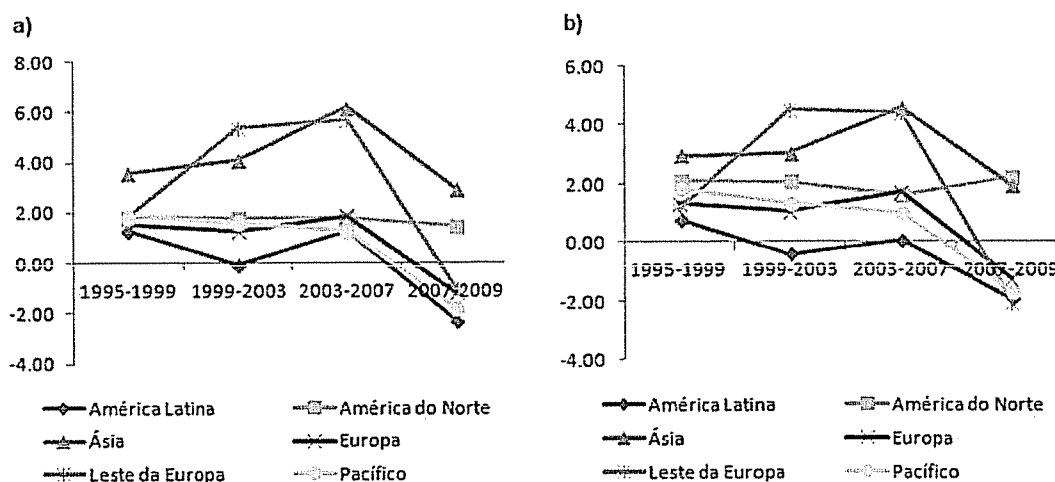 a)
8.00
6.00
4.00
2.00
0.00
-2.00
-4.00
1995-1999 1999-2003 2003-2007 2007-2009
América Latina América do Norte
Ásia Europa
Leste da Europa Pacífico
b)
6.00
4.00
2.00
0.00
-2.00
-4.00
1995-1999 1999-2003 2003-2007 2007-2009
América Latina América do Norte
Ásia Europa
Leste da Europa Pacífico